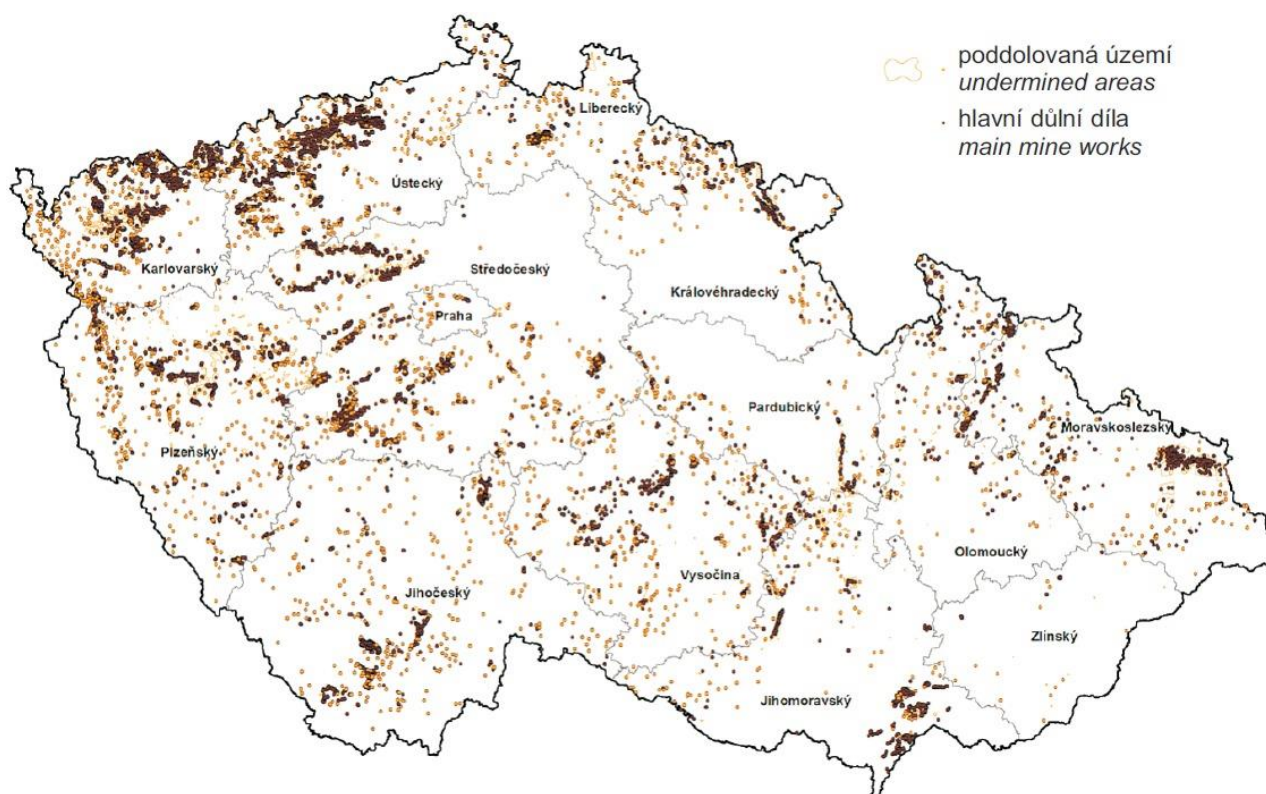 poddolovaná území
undermined areas
hlavní důlní díla
main mine works
Liberecký
Ústecký
Karlovarský
Středočeský
Královéhradecký
Praha
Pardubický
Moravskoslezský
Plzeňský
Olomoucký
Vysočina
Jihočeský
Zlínský
Jihomoravský